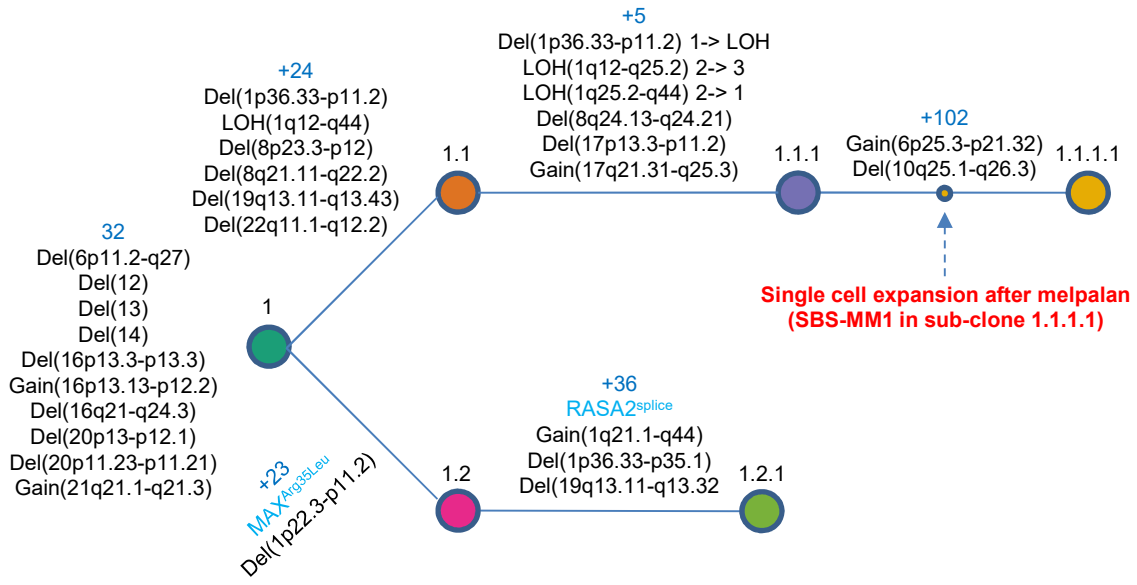 +5
Del(1p36.33-p11.2) 1-> LOH
LOH(1q12-q25.2) 2-> 3
LOH(1q25.2-q44) 2-> 1
Del(8q24.13-q24.21)
Del(17p13.3-p11.2)
Gain(17q21.31-q25.3)
+24
Del(1p36.33-p11.2)
LOH(1q12-q44)
Del(8p23.3-p12)
Del(8q21.11-q22.2)
Del(19q13.11-q13.43)
Del(22q11.1-q12.2)
+102
Gain(6p25.3-p21.32)
Del(10q25.1-q26.3)
1.1
1.1.1
1.1.1.1
32
Del(6p11.2-q27)
Del(12)
Del(13)
Del(14)
Del(16p13.3-p13.3)
Gain(16p13.13-p12.2)
Del(16q21-q24.3)
Del(20p13-p12.1)
Del(20p11.23-p11.21)
Gain(21q21.1-q21.3)
1
Single cell expansion after melpalan
(SBS-MM1 in sub-clone 1.1.1.1)
+23
MAXArg35Leu
Del(1p22.3-p11.2)
1.2
+36
RASA2splice
Gain(1q21.1-q44)
Del(1p36.33-p35.1)
Del(19q13.11-q13.32
1.2.1